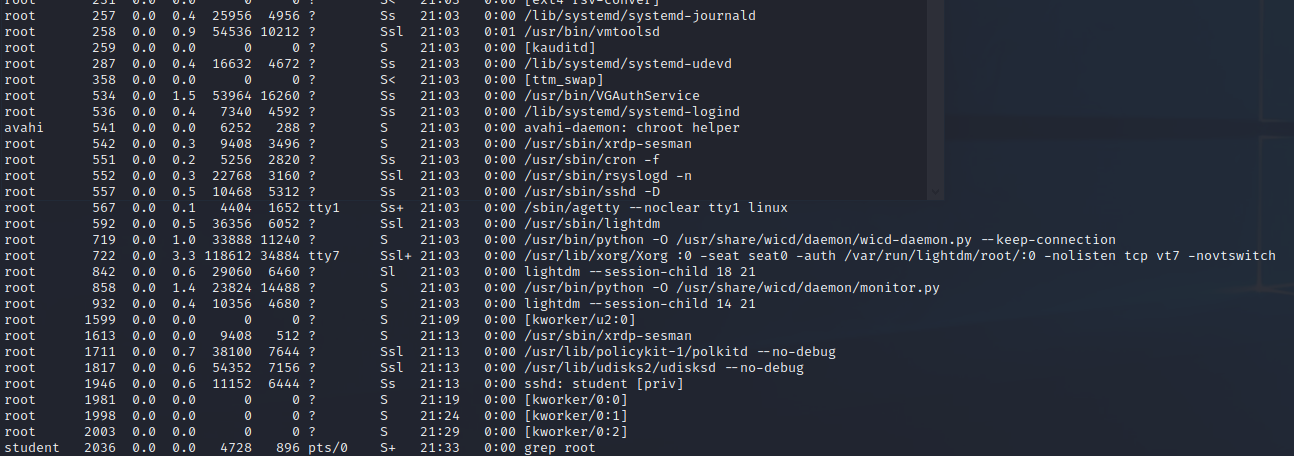 root 251 0.0 0.0 0 0 ? S< 21:03 0:00 [ext4-rsv-conver]
root 257 0.0 0.4 25956 4956 ? Ss 21:03 0:00 /lib/systemd/systemd-journald
root 258 0.0 0.9 54536 10212 ? Ssl 21:03 0:01 /usr/bin/vmtoolsd
root 259 0.0 0.0 0 0 ? S 21:03 0:00 [kauditd]
root 287 0.0 0.4 16632 4672 ? Ss 21:03 0:00 /lib/systemd/systemd-udevd
root 358 0.0 0.0 0 0 ? S< 21:03 0:00 [ttm_swap]
root 534 0.0 1.5 53964 16260 ? Ss 21:03 0:00 /usr/bin/VGAuthService
root 536 0.0 0.4 7340 4592 ? Ss 21:03 0:00 /lib/systemd/systemd-logind
avahi 541 0.0 0.0 6252 288 ? S 21:03 0:00 avahi-daemon: chroot helper
root 542 0.0 0.3 9408 3496 ? S 21:03 0:00 /usr/sbin/xrdp-sesman
root 551 0.0 0.2 5256 2820 ? Ss 21:03 0:00 /usr/sbin/cron -f
root 552 0.0 0.3 22768 3160 ? Ssl 21:03 0:00 /usr/sbin/rsyslogd -n
root 557 0.0 0.5 10468 5312 ? Ss 21:03 0:00 /usr/sbin/sshd -D
root 567 0.0 0.1 4404 1652 tty1 Ss+ 21:03 0:00 /sbin/agetty --noclear tty1 linux
root 592 0.0 0.5 36356 6052 ? Ssl 21:03 0:00 /usr/sbin/lightdm
root 719 0.0 1.0 33888 11240 ? S 21:03 0:00 /usr/bin/python -O /usr/share/wicd/daemon/wicd-daemon.py --keep-connection
root 722 0.0 3.3 118612 34884 tty7 Ssl+ 21:03 0:00 /usr/lib/xorg/Xorg :0 -seat seat0 -auth /var/run/lightdm/root/:0 -nolisten tcp vt7 -novtswitch
root 842 0.0 0.6 29060 6460 ? Sl 21:03 0:00 lightdm --session-child 18 21
root 858 0.0 1.4 23824 14488 ? S 21:03 0:00 /usr/bin/python -O /usr/share/wicd/daemon/monitor.py
root 932 0.0 0.4 10356 4680 ? S 21:03 0:00 lightdm --session-child 14 21
root 1599 0.0 0.0 0 0 ? S 21:09 0:00 [kworker/u2:0]
root 1613 0.0 0.0 9408 512 ? S 21:13 0:00 /usr/sbin/xrdp-sesman
root 1711 0.0 0.7 38100 7644 ? Ssl 21:13 0:00 /usr/lib/policykit-1/polkitd --no-debug
root 1817 0.0 0.6 54352 7156 ? Ssl 21:13 0:00 /usr/lib/udisks2/udisksd --no-debug
root 1946 0.0 0.6 11152 6444 ? Ss 21:13 0:00 sshd: student [priv]
root 1981 0.0 0.0 0 0 ? S 21:19 0:00 [kworker/0:0]
root 1998 0.0 0.0 0 0 ? S 21:24 0:00 [kworker/0:1]
root 2003 0.0 0.0 0 0 ? S 21:29 0:00 [kworker/0:2]
student 2036 0.0 0.0 4728 896 pts/0 S+ 21:33 0:00 grep root